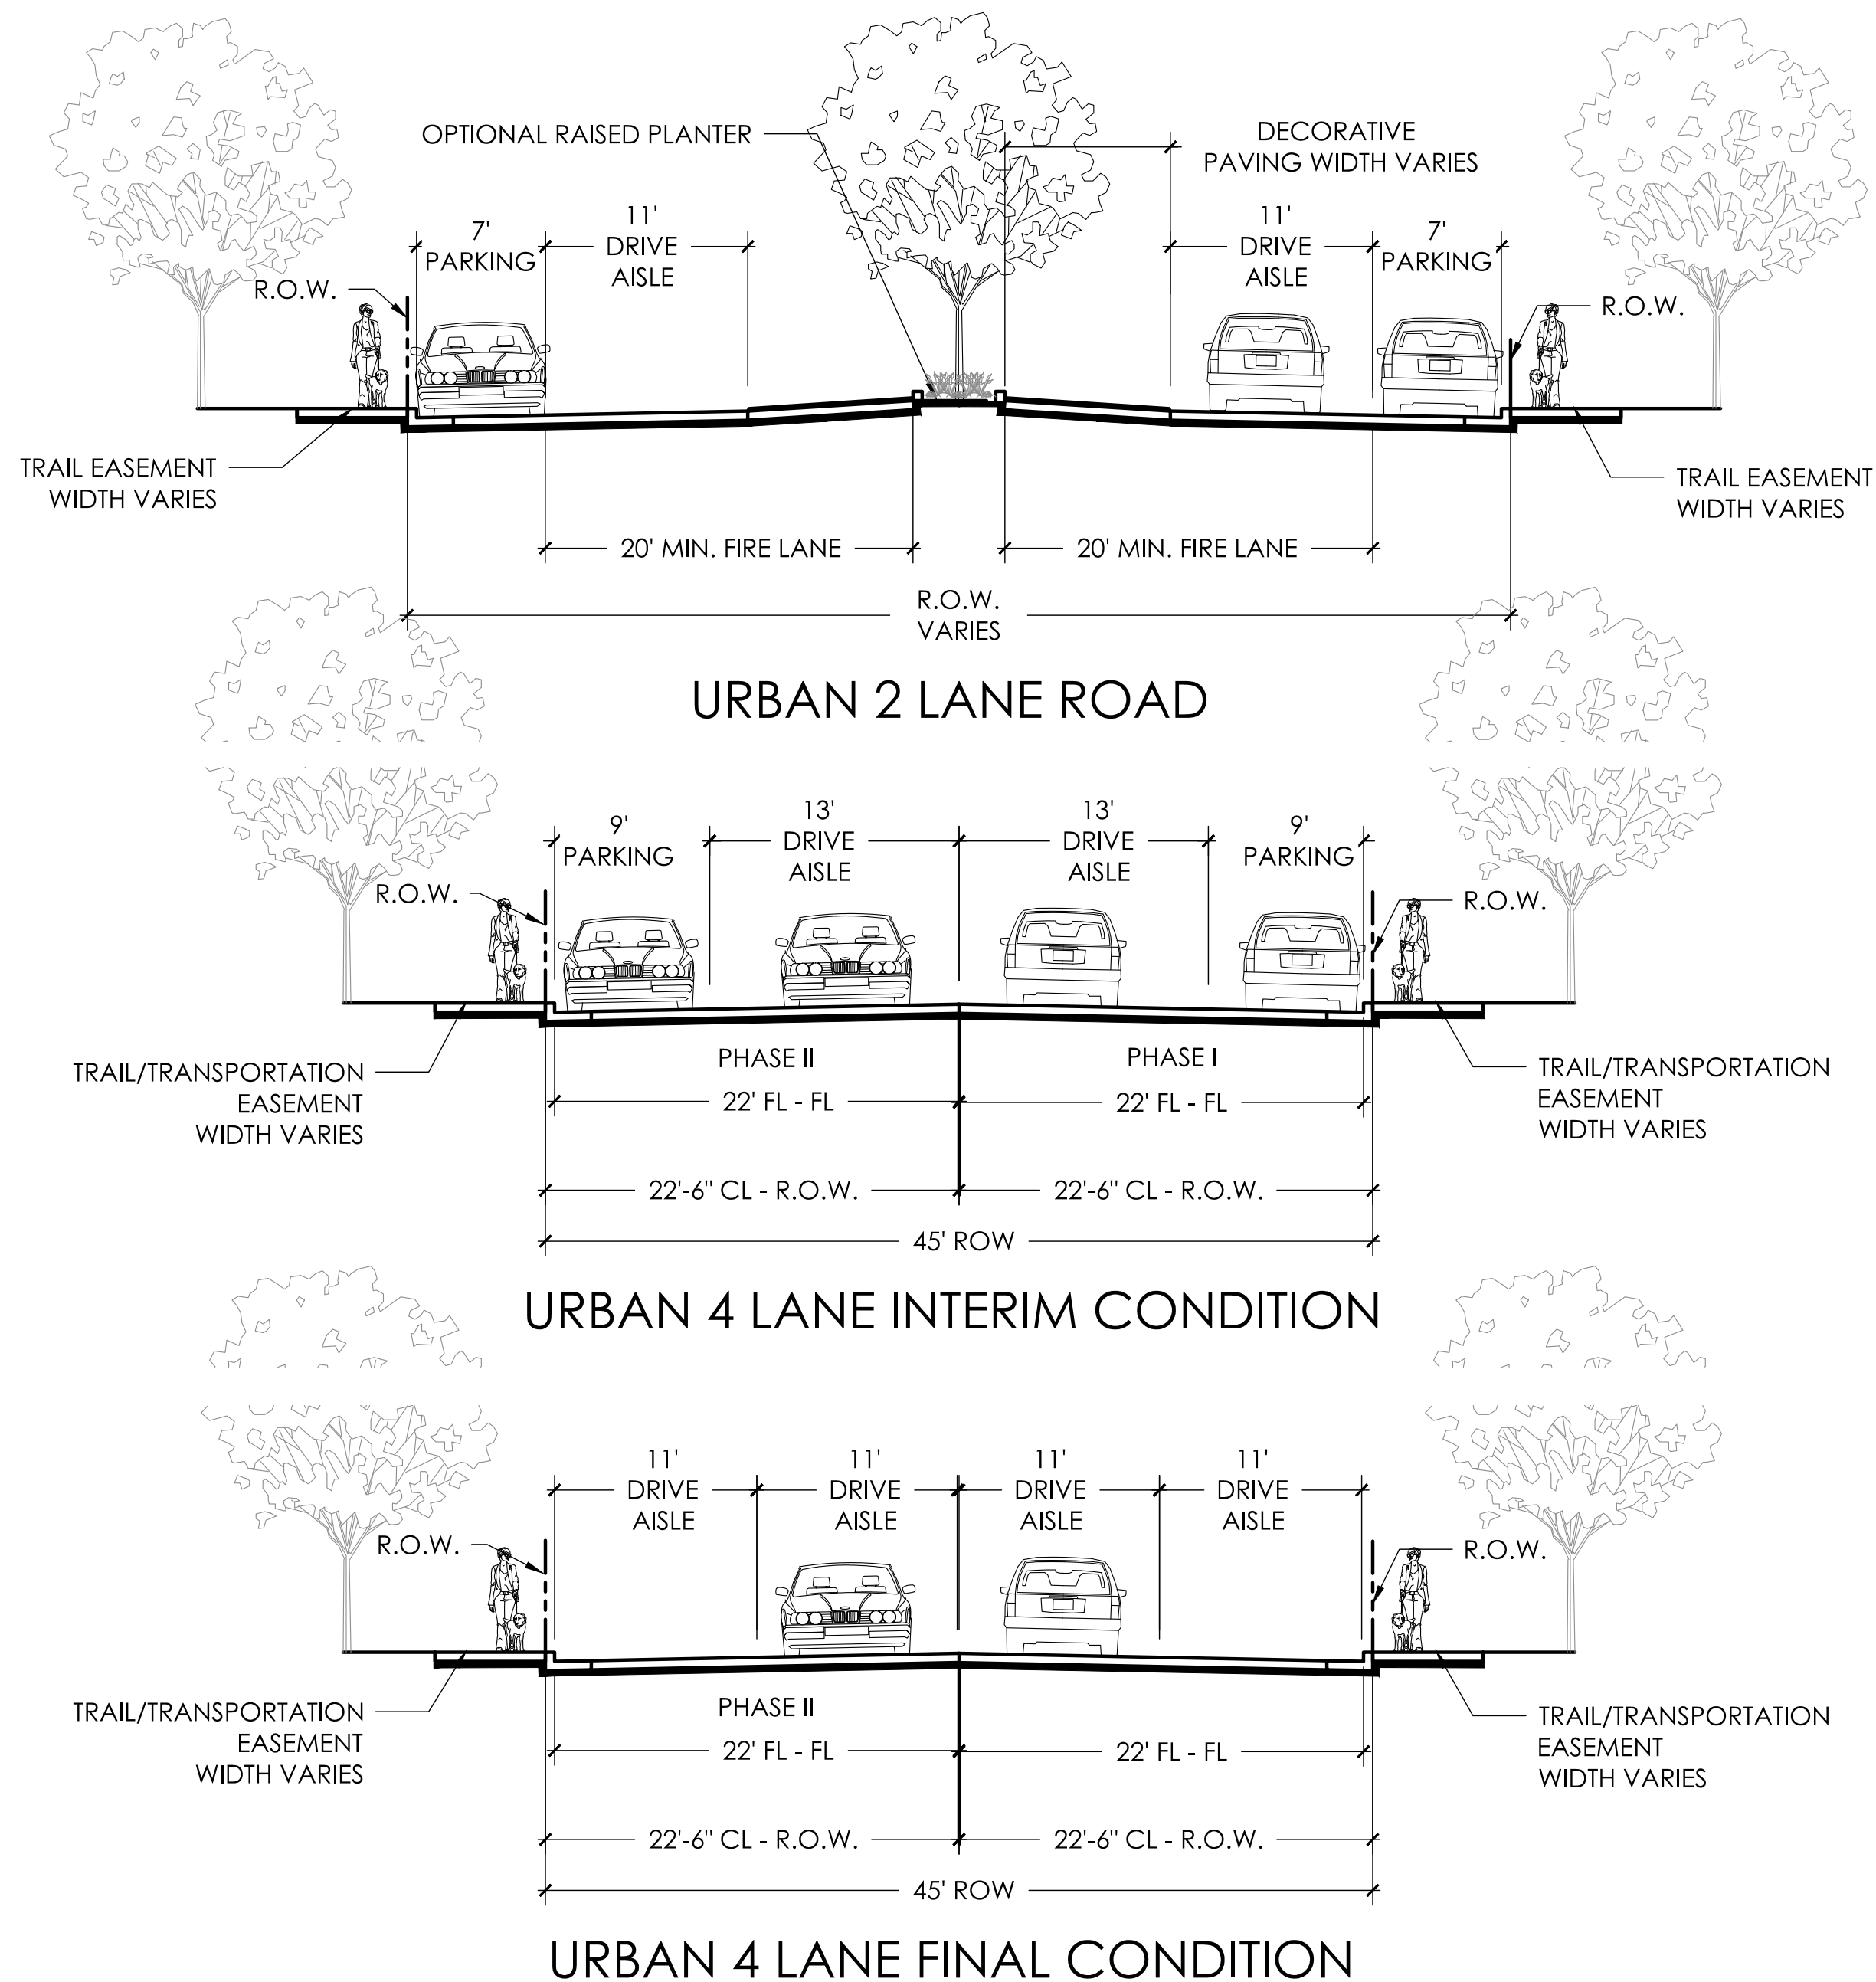 OPTIONAL RAISED PLANTER
DECORATIVE
PAVING WIDTH VARIES
7'
PARKING
11'
DRIVE
AISLE
11'
DRIVE
AISLE
7'
PARKING
R.O.W.
R.O.W.
TRAIL EASEMENT
WIDTH VARIES
TRAIL EASEMENT
WIDTH VARIES
20' MIN. FIRE LANE
20' MIN. FIRE LANE
R.O.W.
VARIES
URBAN 2 LANE ROAD
9'
PARKING
13'
DRIVE
AISLE
13'
DRIVE
AISLE
9'
PARKING
R.O.W.
R.O.W.
TRAIL/TRANSPORTATION
EASEMENT
WIDTH VARIES
PHASE II
PHASE I
TRAIL/TRANSPORTATION
EASEMENT
WIDTH VARIES
22' FL - FL
22' FL - FL
22'-6" CL - R.O.W.
22'-6" CL - R.O.W.
45' ROW
URBAN 4 LANE INTERIM CONDITION
11'
DRIVE
AISLE
11'
DRIVE
AISLE
11'
DRIVE
AISLE
11'
DRIVE
AISLE
R.O.W.
R.O.W.
TRAIL/TRANSPORTATION
EASEMENT
WIDTH VARIES
PHASE II
TRAIL/TRANSPORTATION
EASEMENT
WIDTH VARIES
22' FL - FL
22' FL - FL
22'-6" CL - R.O.W.
22'-6" CL - R.O.W.
45' ROW
URBAN 4 LANE FINAL CONDITION